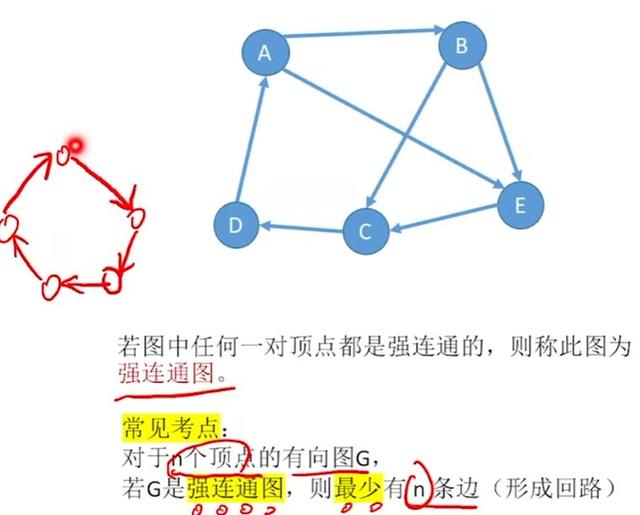 A
B
D
C
E
若图中任何一对顶点都是强连通的，则称此图为
强连通图。
常见考点：
对于n个顶点的有向图G，
若G是强连通图，则最少有 n 条边（形成回路）